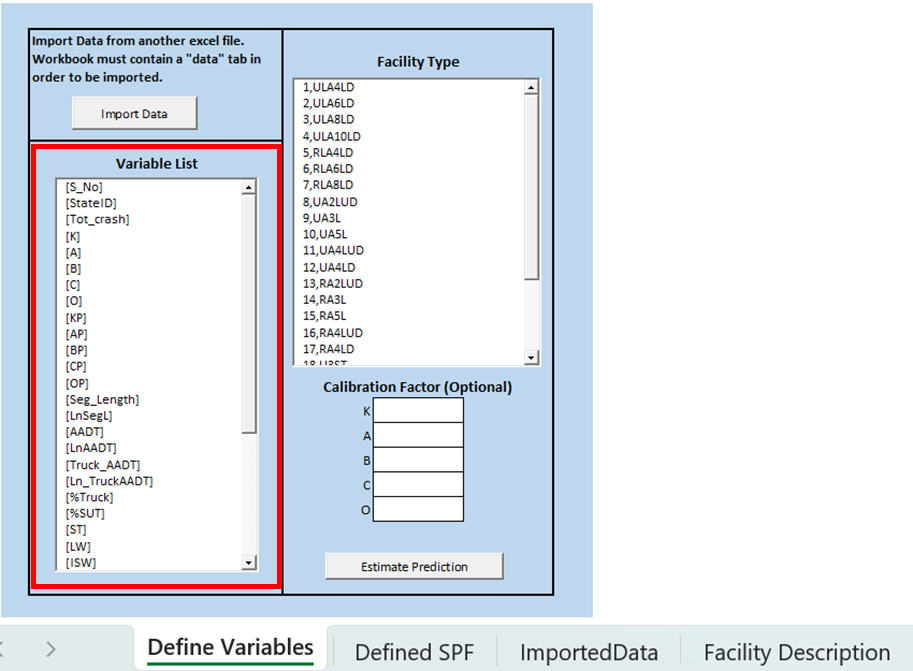 Import Data from another excel file.
Workbook must contain a "data" tab in
order to be imported.
Import Data
Variable List
[S_No]
[StateID]
[Tot_crash]
[K]
[A]
[B]
[C]
[O]
[KP]
[AP]
[BP]
[CP]
[OP]
[Seg_Length]
[LnSegL]
[AADT]
[LnAADT]
[Truck_AADT]
[Ln_TruckAADT]
[%Truck]
[%SUT]
[ST]
[LW]
[ISW]
Facility Type
1,ULA4LD
2,ULA6LD
3,ULA8LD
4,ULA10LD
5,RLA4LD
6,RLA6LD
7,RLA8LD
8,UA2LUD
9,UA3L
10,UA5L
11,UA4LUD
12,UA4LD
13,RA2LUD
14,RA3L
15,RA5L
16,RA4LUD
17,RA4LD
18,U3ST
Calibration Factor (Optional)
K
A
B
C
O
Estimate Prediction
Define Variables
Defined SPF
ImportedData
Facility Description